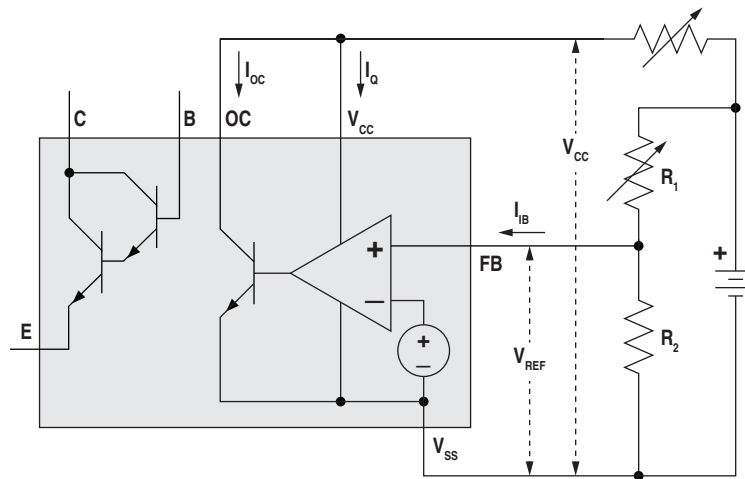 I_OC
I_Q
C
B
OC
V_CC
V_CC
R_1
I_IB
+
FB
+
−
E
+
−
V_REF
R_2
V_SS
+